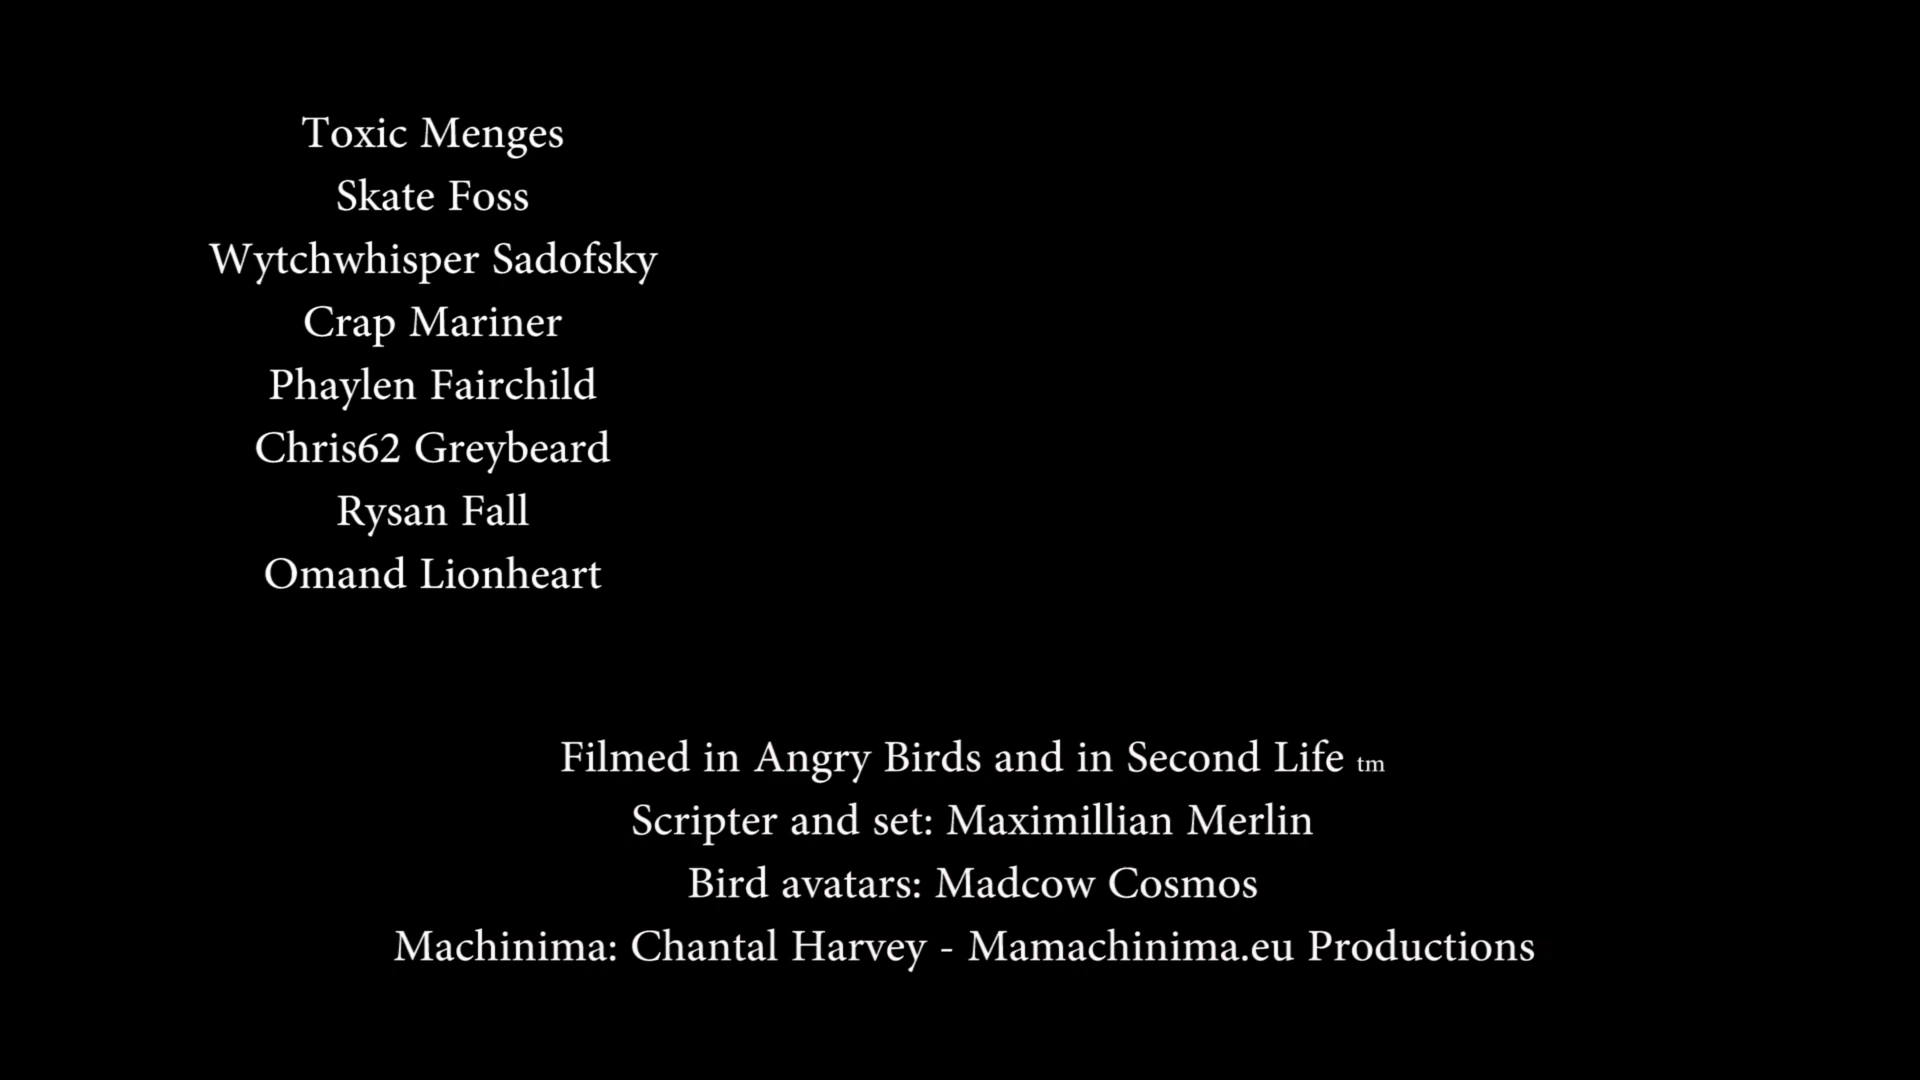 Toxic Menges
Skate Foss
Wytchwhisper Sadofsky
Crap Mariner
Phaylen Fairchild
Chris62 Greybeard
Rysan Fall
Omand Lionheart
Filmed in Angry Birds and in Second Life tm
Scripter and set: Maximillian Merlin
Bird avatars: Madcow Cosmos
Machinima: Chantal Harvey - Mamachinima.eu Productions